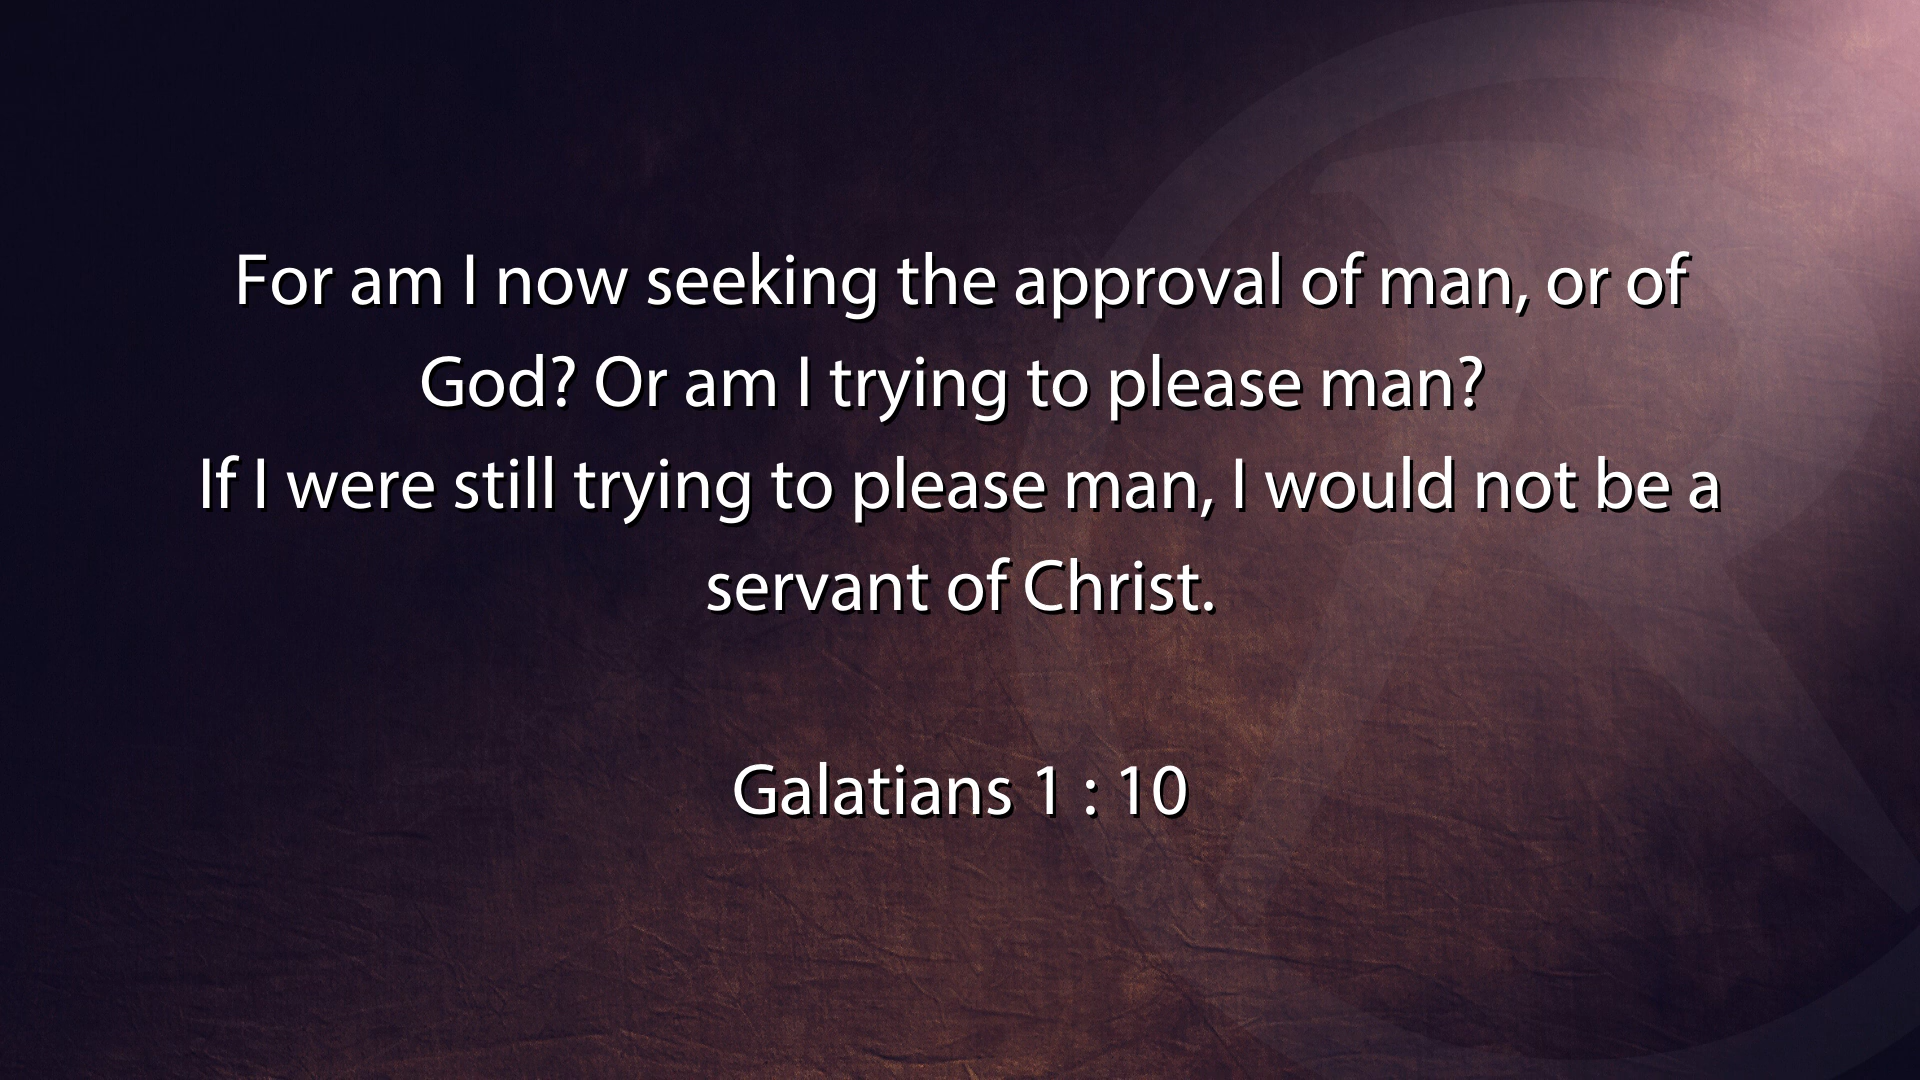 For am I now seeking the approval of man, or of
God? Or am I trying to please man?
If I were still trying to please man, I would not be a
servant of Christ.
Galatians 1 : 10